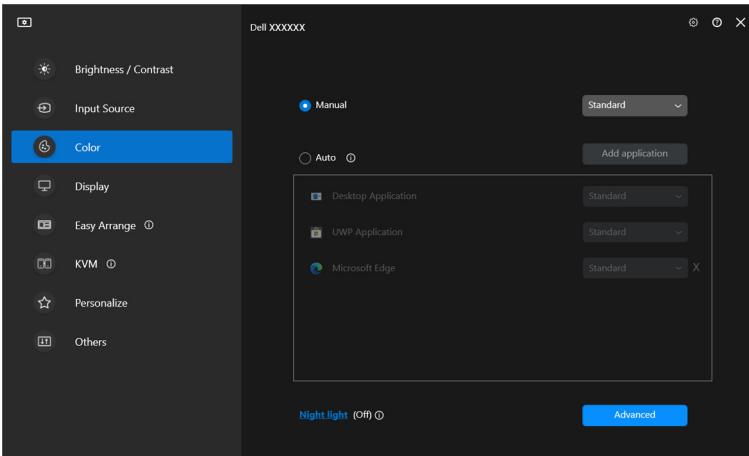 Dell XXXXXX
Brightness / Contrast
Input Source
Color
Display
Easy Arrange
KVM
Personalize
Others
Manual
Standard
Auto
Add application
Desktop Application
Standard
UWP Application
Standard
Microsoft Edge
Standard
X
Night light (Off)
Advanced